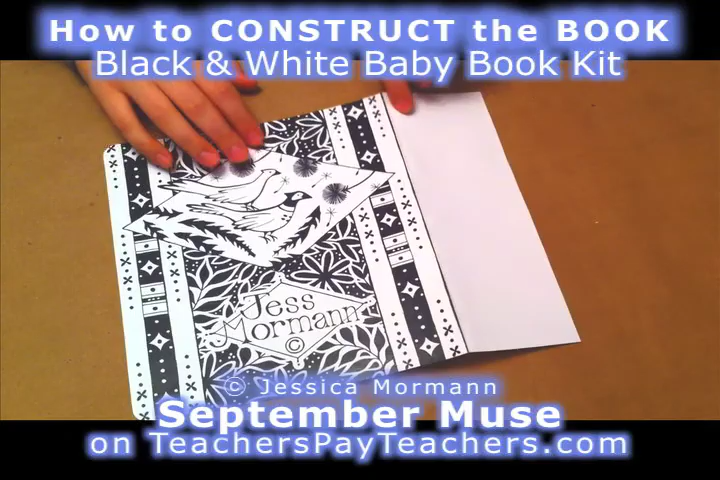 How to CONSTRUCT the BOOK
Black & White Baby Book Kit
Jess
Mormann
©
© Jessica Mormann
September Muse
on TeachersPayTeachers.com